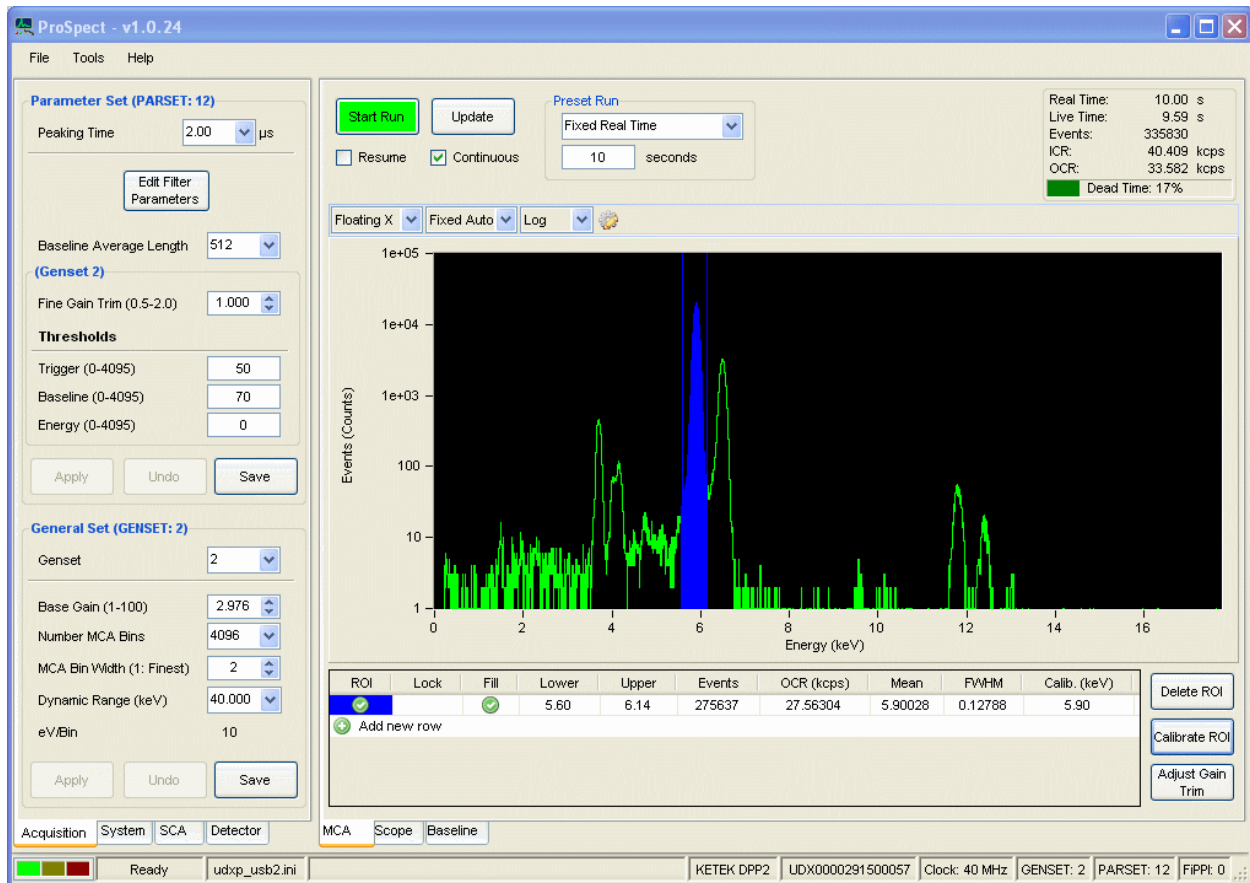 ProSpect - v1.0.24
File Tools Help
Parameter Set (PARSET: 12)
Peaking Time 2.00 µs
Edit Filter
Parameters
Baseline Average Length 512
(Genset 2)
Fine Gain Trim (0.5-2.0) 1.000
Thresholds
Trigger (0-4095) 50
Baseline (0-4095) 70
Energy (0-4095) 0
Apply Undo Save
General Set (GENSET: 2)
Genset 2
Base Gain (1-100) 2.976
Number MCA Bins 4096
MCA Bin Width (1: Finest) 2
Dynamic Range (keV) 40.000
eV/Bin 10
Apply Undo Save
Acquisition System SCA Detector
Start Run Update
Resume Continuous
Preset Run
Fixed Real Time
10 seconds
Real Time: 10.00 s
Live Time: 9.59 s
Events: 335830
ICR: 40.409 kcps
OCR: 33.582 kcps
Dead Time: 17%
Floating X Fixed Auto Log
1e+05
1e+04
1e+03
100
10
1
Events (Counts)
0 2 4 6 8 10 12 14 16
Energy (keV)
ROI Lock Fill Lower Upper Events OCR (kcps) Mean FWHM Calib. (keV)
5.60 6.14 275637 27.56304 5.90028 0.12788 5.90
Add new row
Delete ROI
Calibrate ROI
Adjust Gain
Trim
MCA Scope Baseline
Ready udxp_usb2.ini KETEK DPP2 UDX0000291500057 Clock: 40 MHz GENSET: 2 PARSET: 12 FiPPI: 0